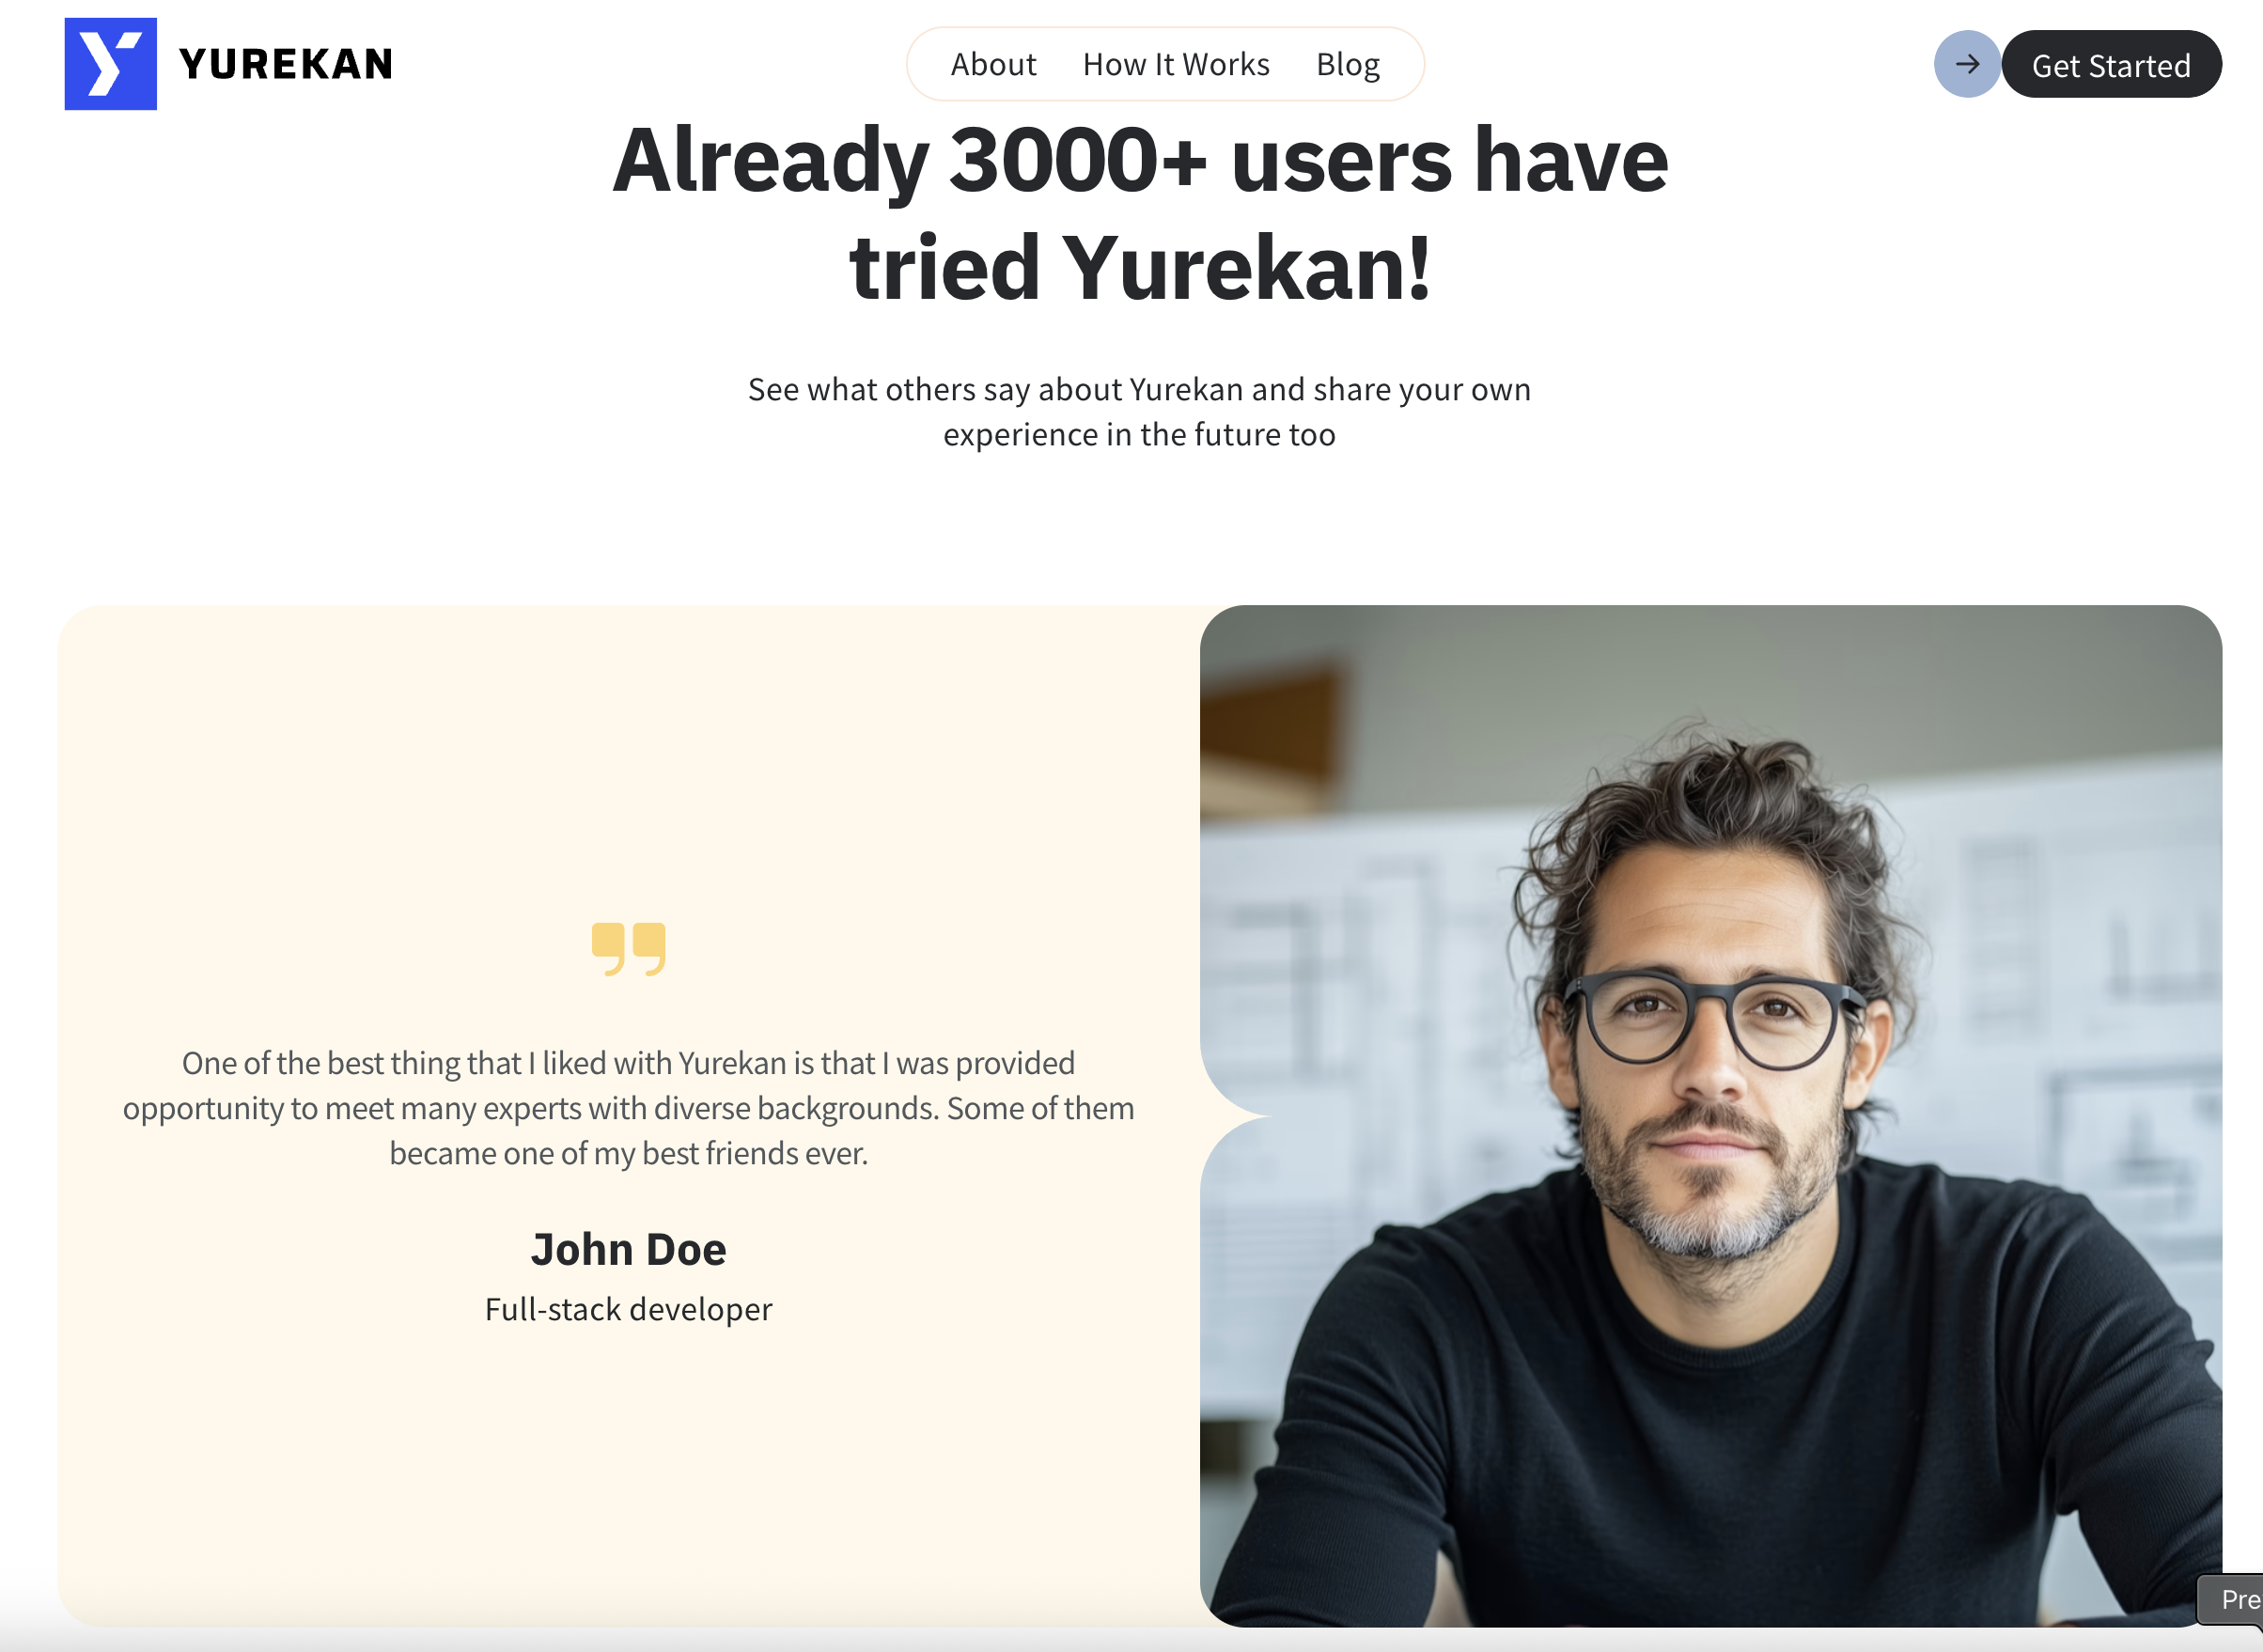 YUREKAN
About How It Works Blog
Get Started
Already 3000+ users have
tried Yurekan!
See what others say about Yurekan and share your own
experience in the future too
One of the best thing that I liked with Yurekan is that I was provided
opportunity to meet many experts with diverse backgrounds. Some of them
became one of my best friends ever.
John Doe
Full-stack developer
Pre